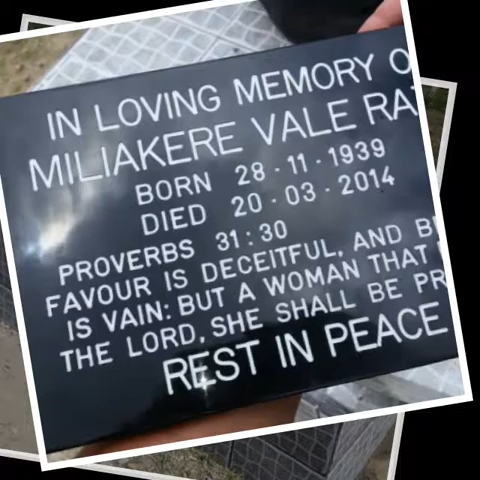 IN LOVING MEMORY
MILIAKERE VALE
BORN 28·11·1939
DIED 20·03·2014
PROVERBS 31:30
FAVOUR IS DECEITFUL, AND
IS VAIN: BUT A WOMAN THAT
THE LORD, SHE SHALL BE
REST IN PEACE